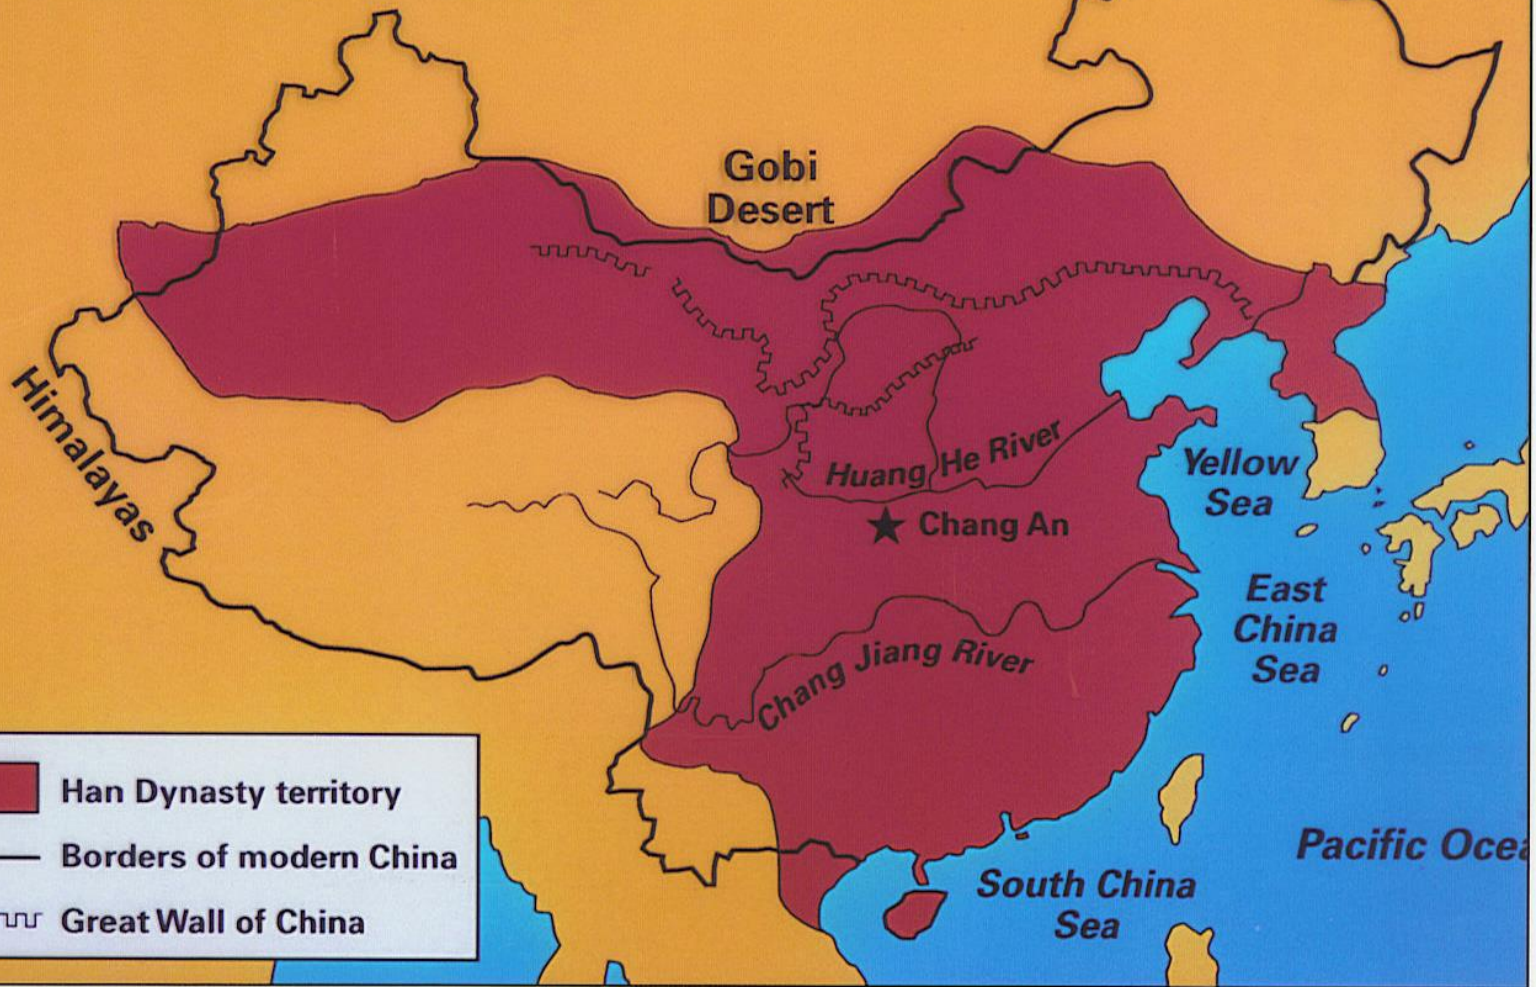 Gobi
Desert
Himalayas
Huang He River
Yellow
Sea
Chang An
East
China
Sea
Chang Jiang River
Han Dynasty territory
Borders of modern China
Great Wall of China
Pacific Ocea
South China
Sea